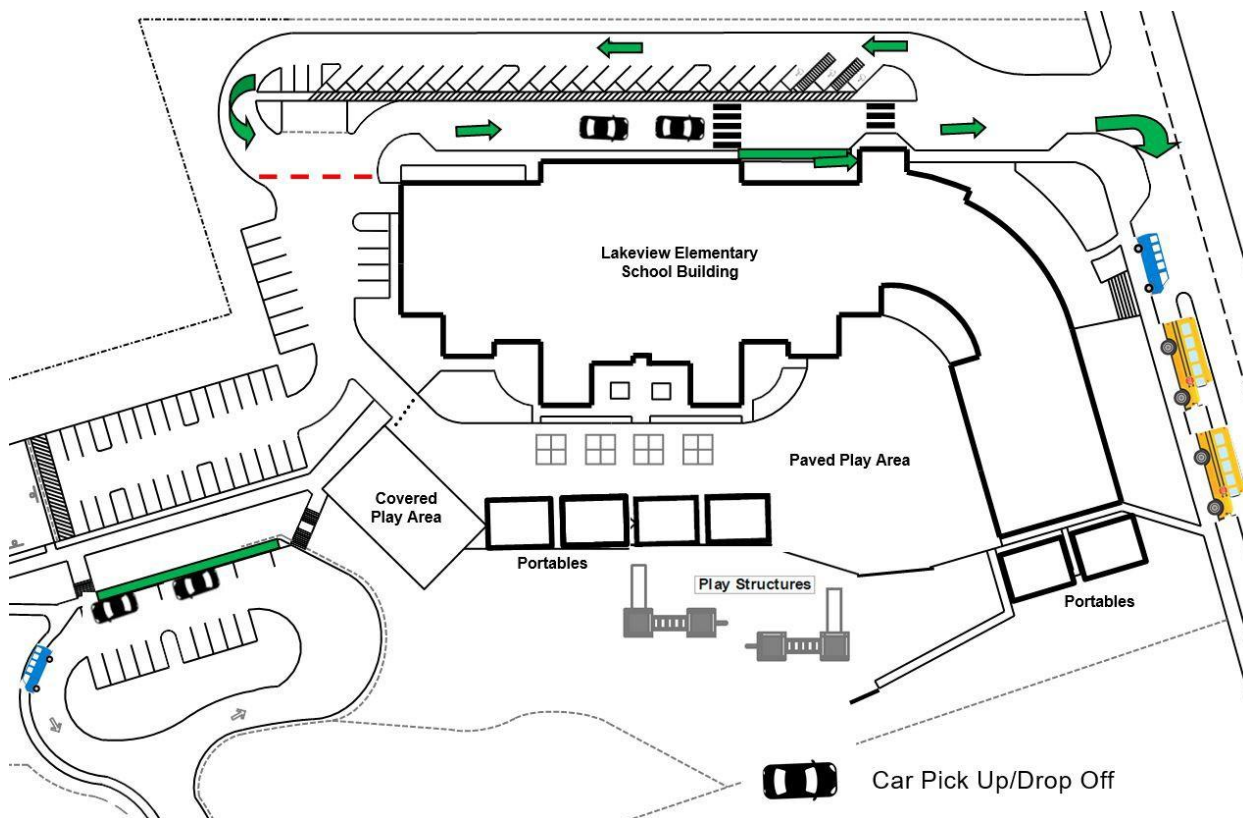 Lakeview Elementary
School Building
Paved Play Area
Covered
Play Area
Portables
Play Structures
Portables
Car Pick Up/Drop Off